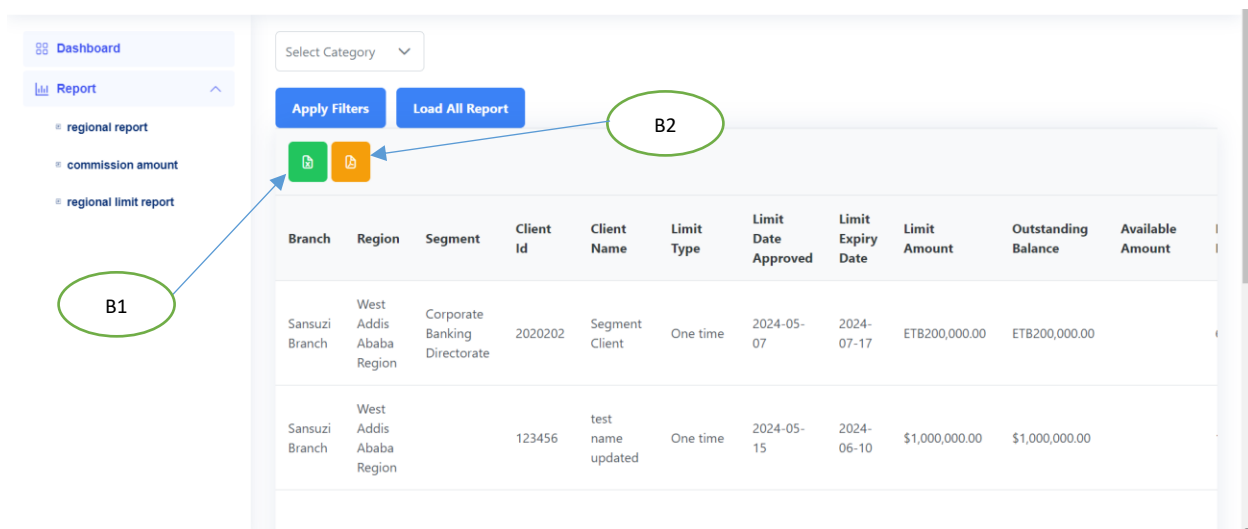 Dashboard
Select Category
Report
Apply Filters
Load All Report
B2
regional report
commission amount
regional limit report
Branch
Region
Segment
Client
Id
Client
Name
Limit
Type
Limit
Date
Approved
Limit
Expiry
Date
Limit
Amount
Outstanding
Balance
Available
Amount
B1
Sansuzi
Branch
West
Addis
Ababa
Region
Corporate
Banking
Directorate
2020202
Segment
Client
One time
2024-05-
07
2024-
07-17
ETB200,000.00
ETB200,000.00
Sansuzi
Branch
West
Addis
Ababa
Region
123456
test
name
updated
One time
2024-05-
15
2024-
06-10
$1,000,000.00
$1,000,000.00